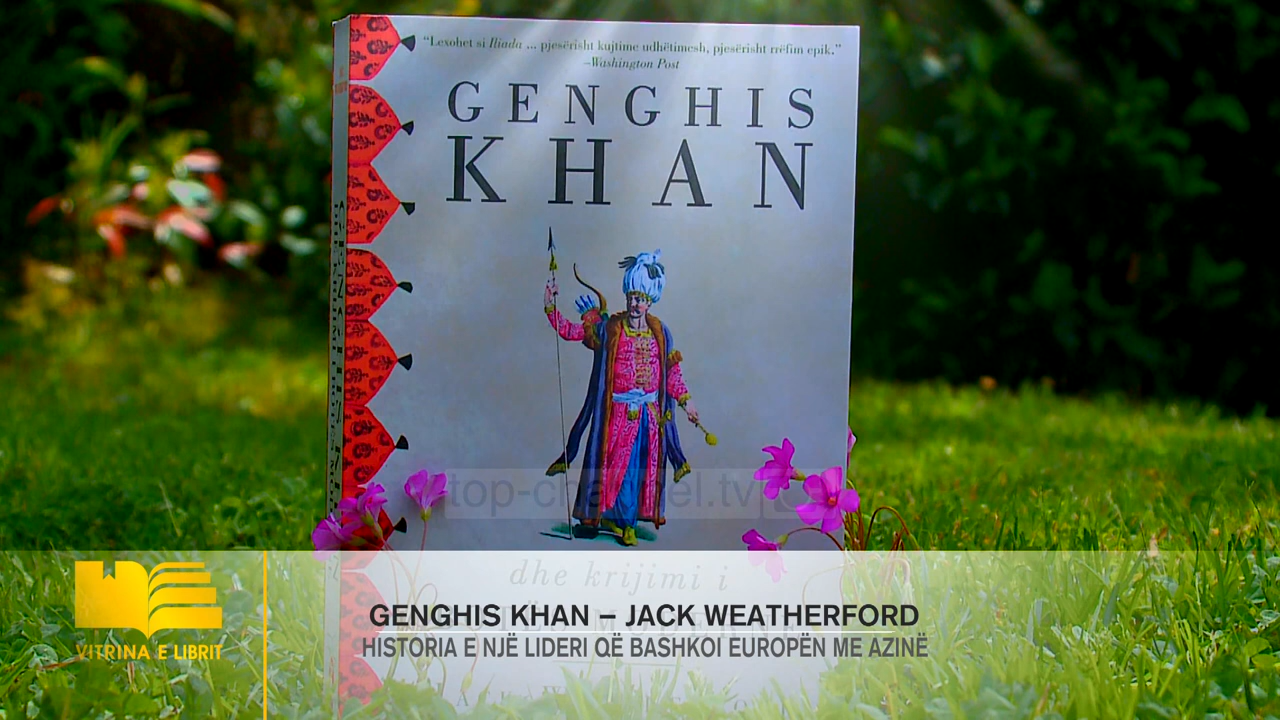 “Lexohet si Iliada ... pjesërisht kujtime udhëtimesh, pjesërisht rrëfim epik.”
–Washington Post
GENGHIS
KHAN
top-channel.tv
dhe krijimi i
GENGHIS KHAN – JACK WEATHERFORD
HISTORIA E NJË LIDERI QË BASHKOI EUROPËN ME AZINË
VITRINA E LIBRIT